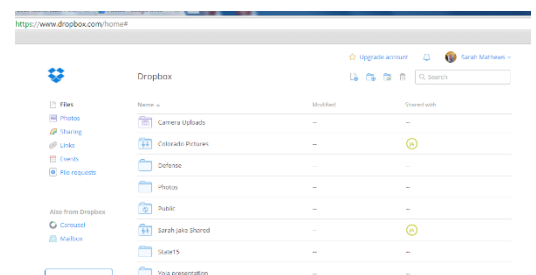 https://www.dropbox.com/home#
Upgrade account
Sarah Mathews
Dropbox
Search
Files
Photos
Sharing
Links
Events
File requests
Also from Dropbox
Carousel
Mailbox
Name Modified Shared with
Camera Uploads -- --
Colorado Pictures --
Defense -- --
Photos -- --
Public -- --
Sarah-Jake Shared --
State15 -- --
Yoja presentation -- --